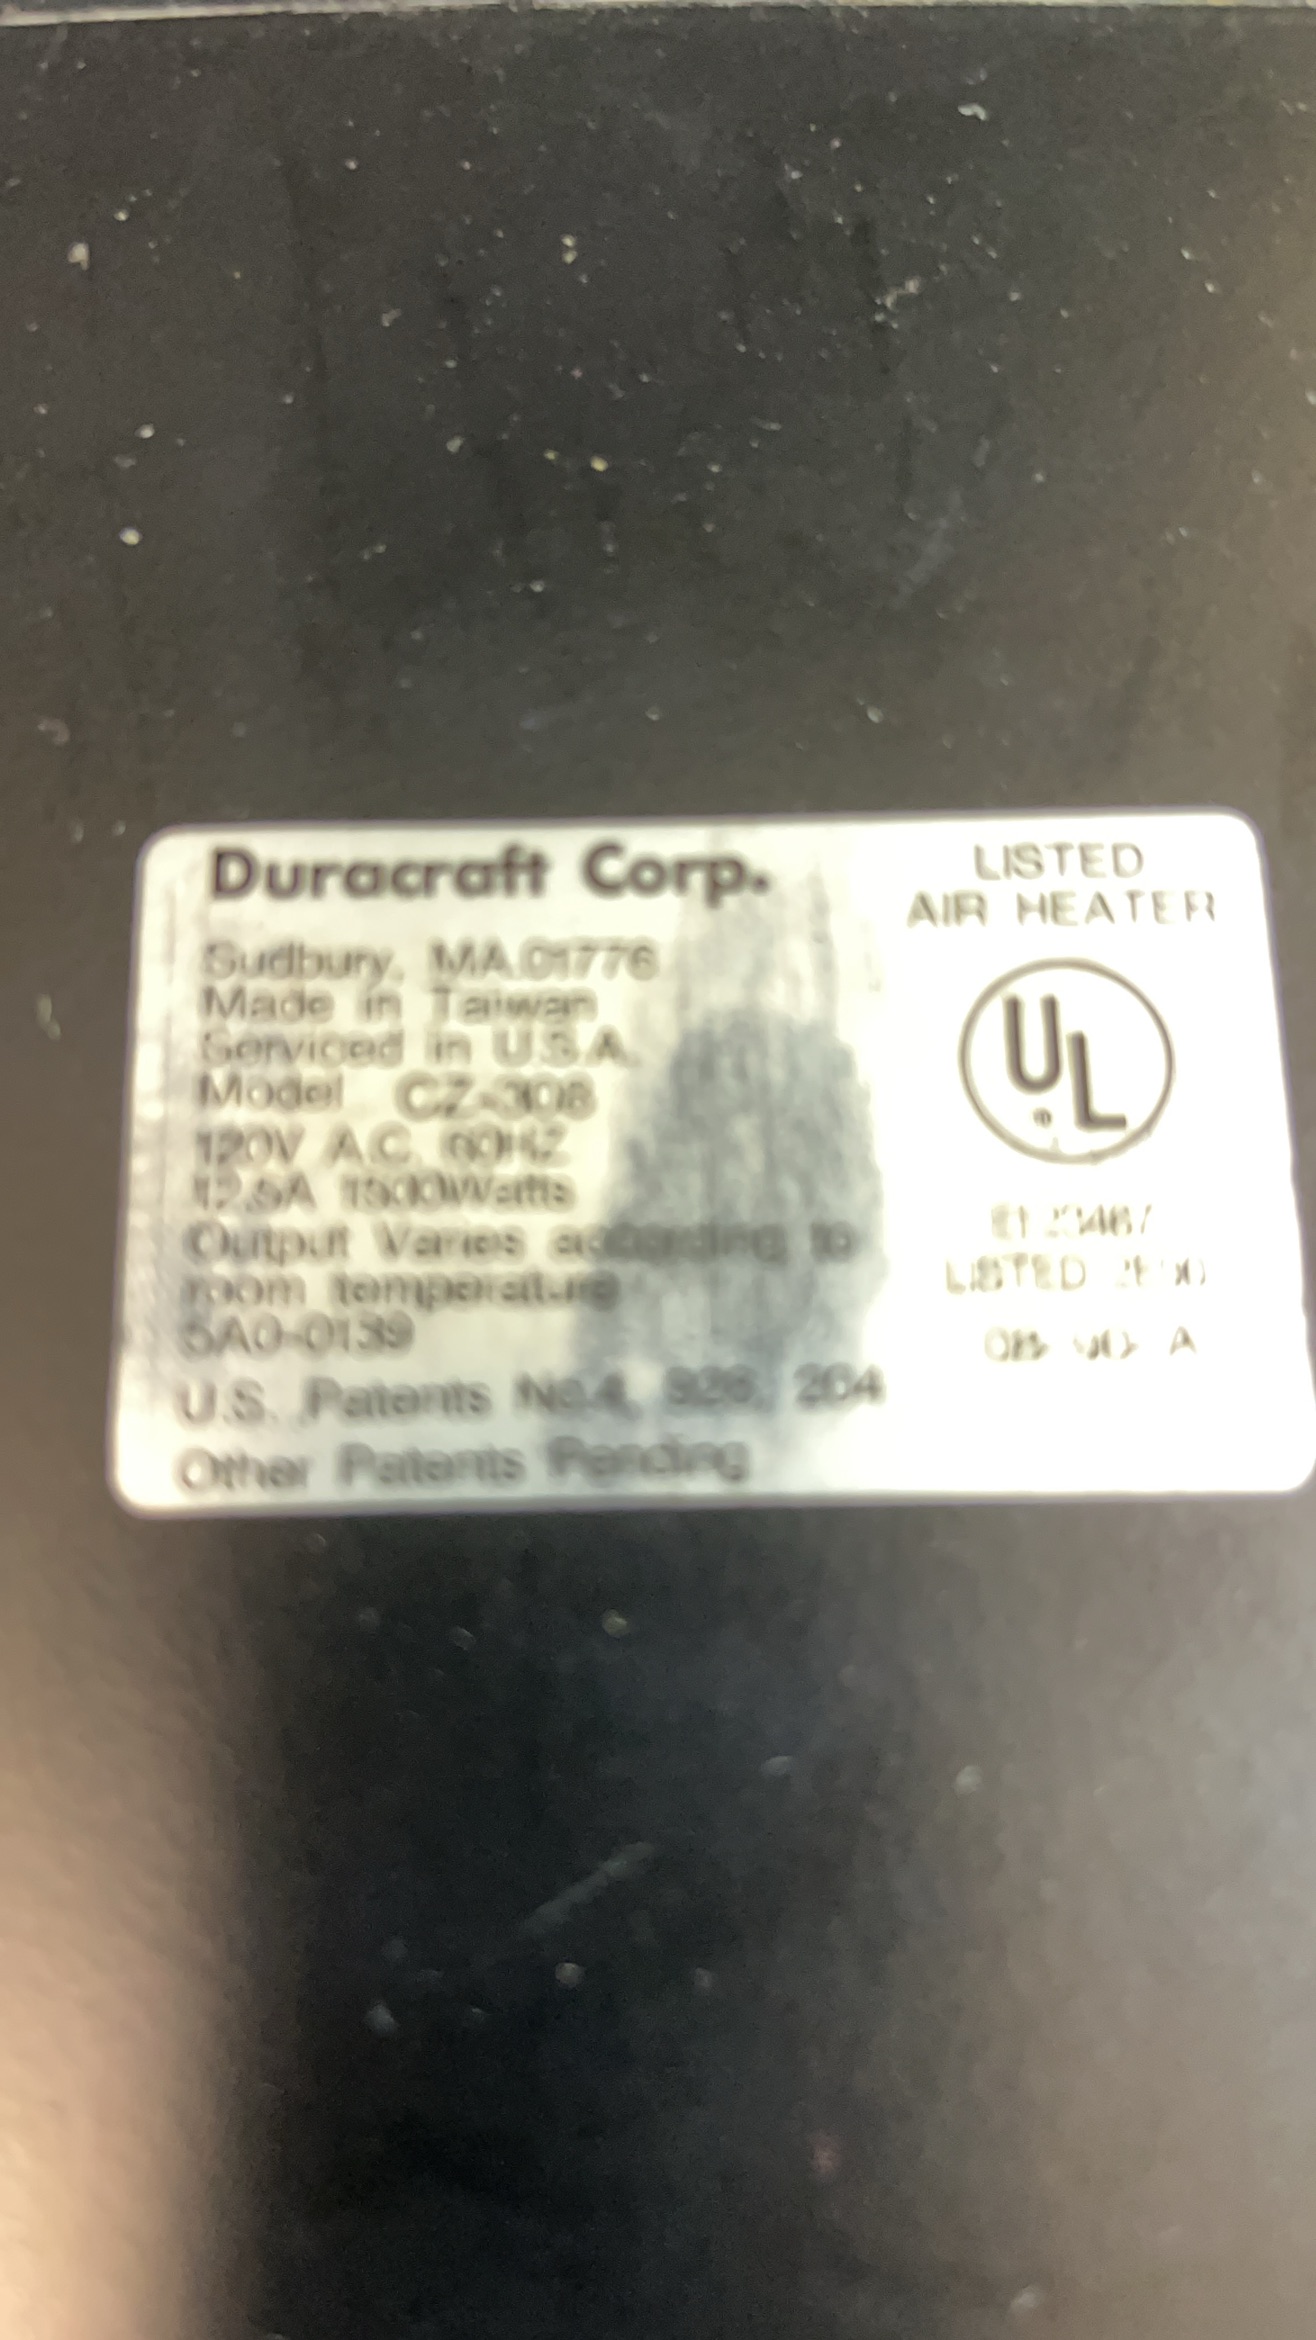 Duracraft Corp.
Sudbury, MA.01776
Made in Taiwan
Serviced in U.S.A.
Model CZ-308
120V A.C. 60HZ
12.5A 1500Watts
Output Varies according to
room temperature
5A0-0139
U.S. Patents No.4, 926, 204
Other Patents Pending
LISTED
AIR HEATER
UL
LISTED
A